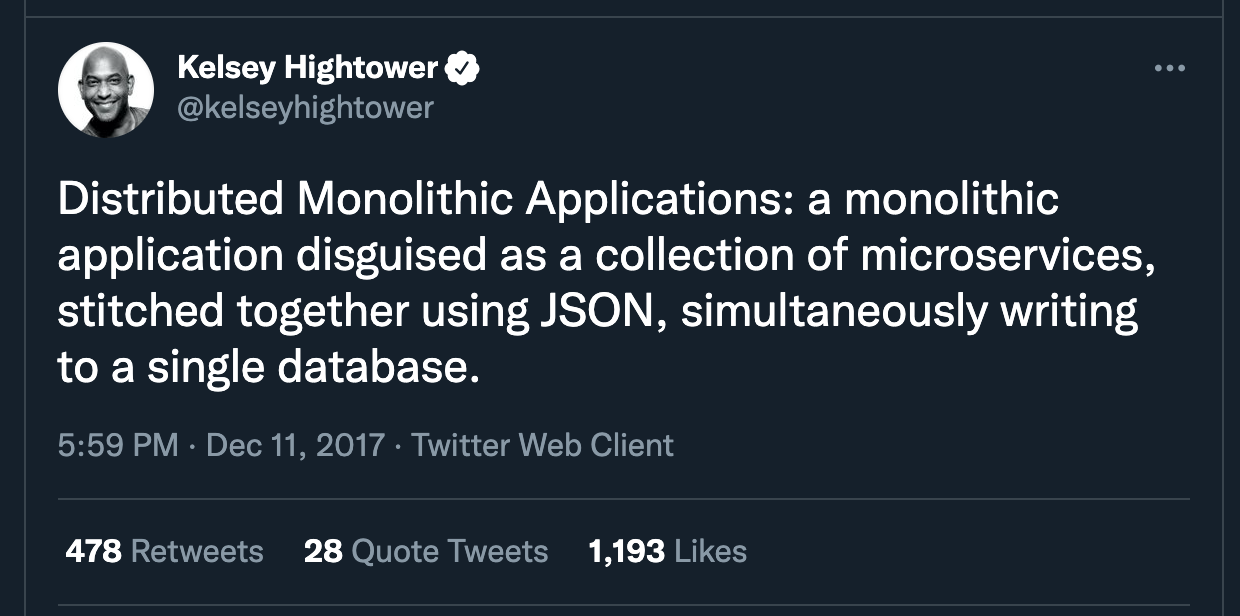 Kelsey Hightower
@kelseyhightower
Distributed Monolithic Applications: a monolithic
application disguised as a collection of microservices,
stitched together using JSON, simultaneously writing
to a single database.
5:59 PM · Dec 11, 2017 · Twitter Web Client
478 Retweets 28 Quote Tweets 1,193 Likes